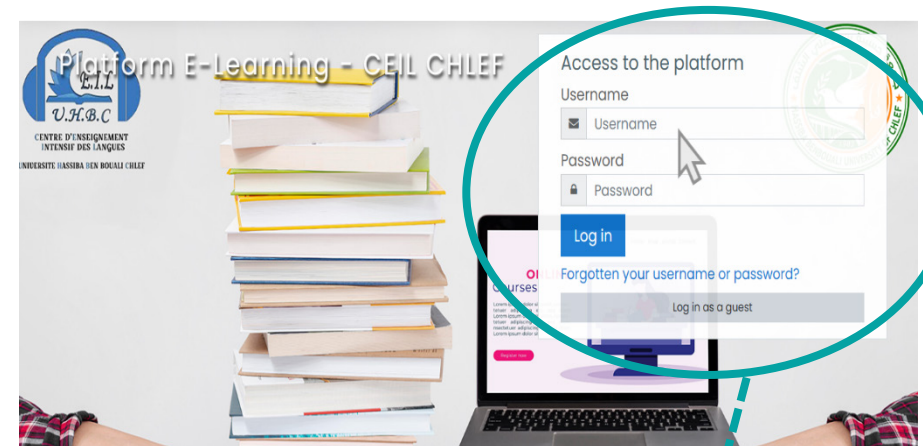 Platform E-Learning - CEIL CHLEF
E.I.L
U.H.B.C
CENTRE D'ENSEIGNEMENT
INTENSIF DES LANGUES
UNIVERSITE HASSIBA BEN BOUALI CHLEF
Access to the platform
Username
Username
Password
Password
Log in
Forgotten your username or password?
Log in as a guest
Courses
Register now
CHLEF